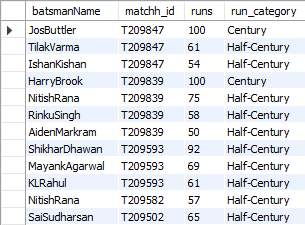 batsmanName matchh_id runs run_category
JosButtler T209847 100 Century
TilakVarma T209847 61 Half-Century
IshanKishan T209847 54 Half-Century
HarryBrook T209839 100 Century
NitishRana T209839 75 Half-Century
RinkuSingh T209839 58 Half-Century
AidenMarkram T209839 50 Half-Century
ShikharDhawan T209593 92 Half-Century
MayankAgarwal T209593 69 Half-Century
KLRahul T209593 61 Half-Century
NitishRana T209582 57 Half-Century
SaiSudharsan T209502 65 Half-Century